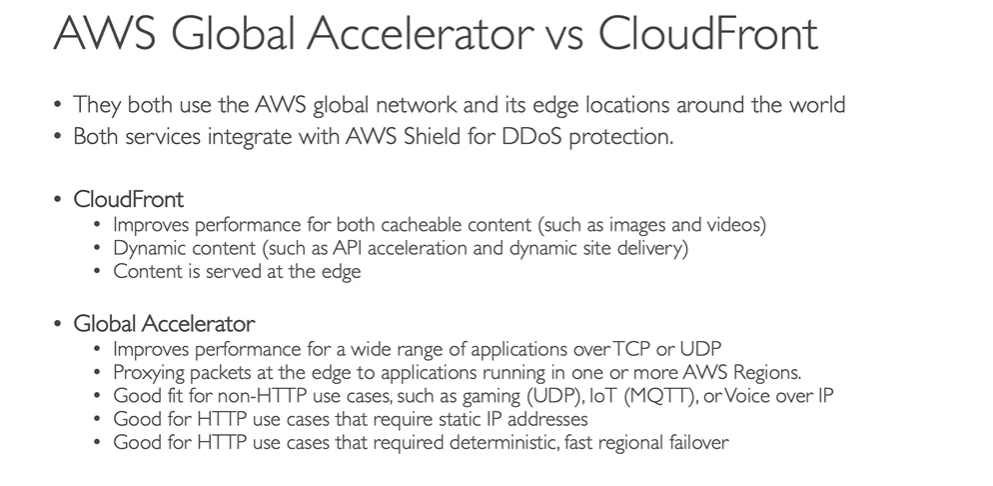 AWS Global Accelerator vs CloudFront
• They both use the AWS global network and its edge locations around the world
• Both services integrate with AWS Shield for DDoS protection.
• CloudFront
• Improves performance for both cacheable content (such as images and videos)
• Dynamic content (such as API acceleration and dynamic site delivery)
• Content is served at the edge
• Global Accelerator
• Improves performance for a wide range of applications over TCP or UDP
• Proxying packets at the edge to applications running in one or more AWS Regions.
• Good fit for non-HTTP use cases, such as gaming (UDP), IoT (MQTT), or Voice over IP
• Good for HTTP use cases that require static IP addresses
• Good for HTTP use cases that required deterministic, fast regional failover